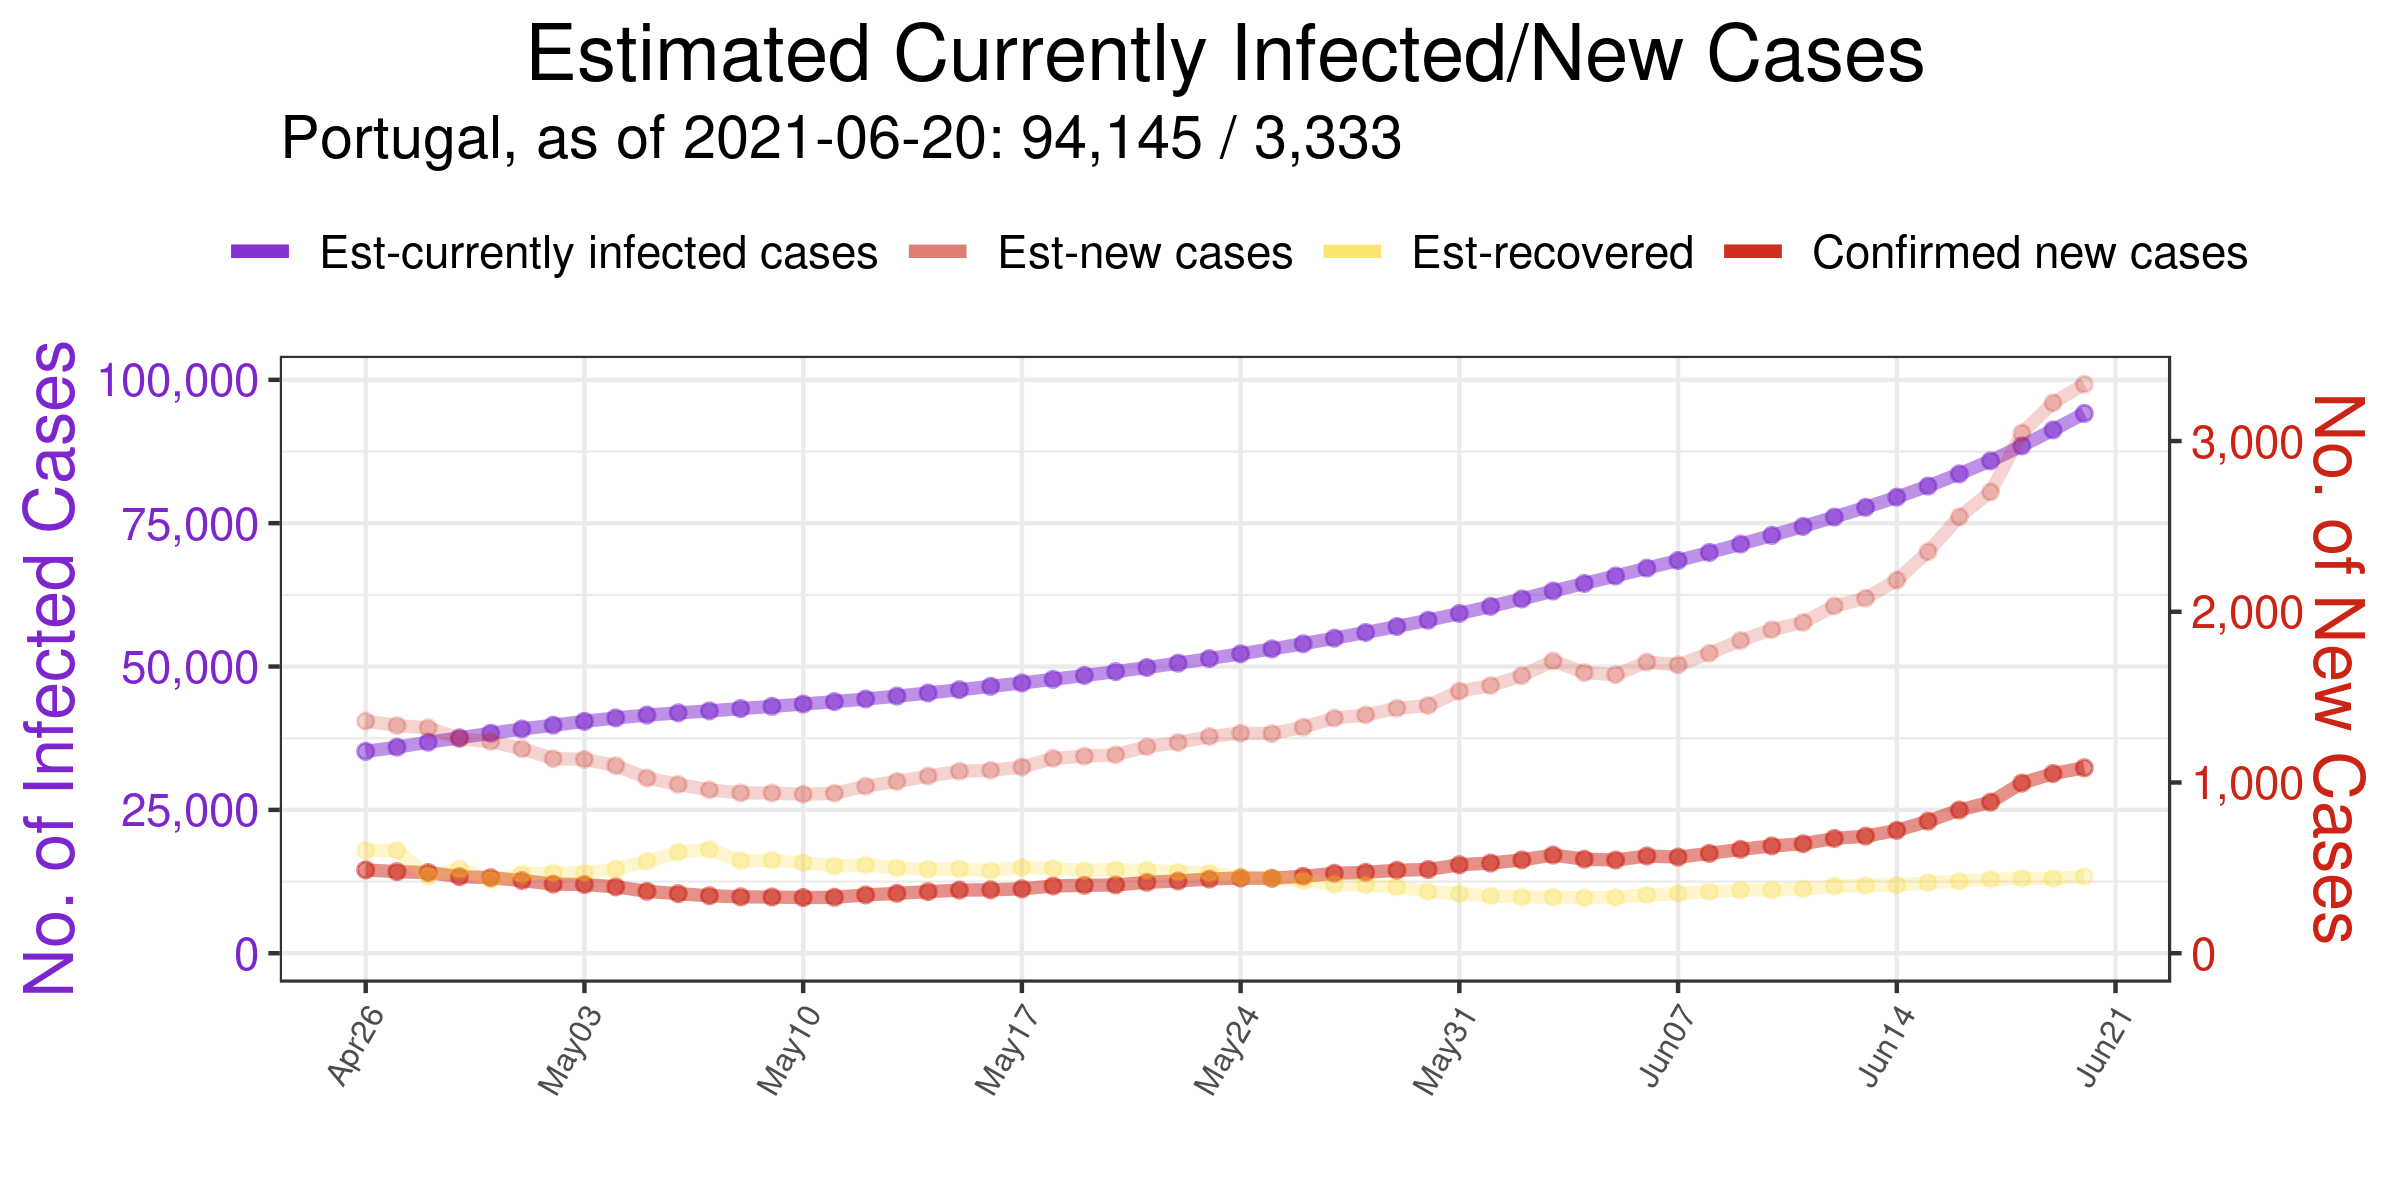 Estimated Currently Infected/New Cases
Portugal, as of 2021-06-20: 94,145 / 3,333
Est-currently infected cases Est-new cases Est-recovered Confirmed new cases
No. of Infected Cases
100,000
75,000
50,000
25,000
0
3,000
2,000
1,000
0
No. of New Cases
Apr26 May03 May10 May17 May24 May31 Jun07 Jun14 Jun21